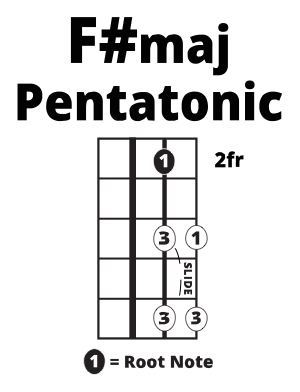 F#maj
Pentatonic
1 2fr
3 1
SLIDE
3 3
1 = Root Note